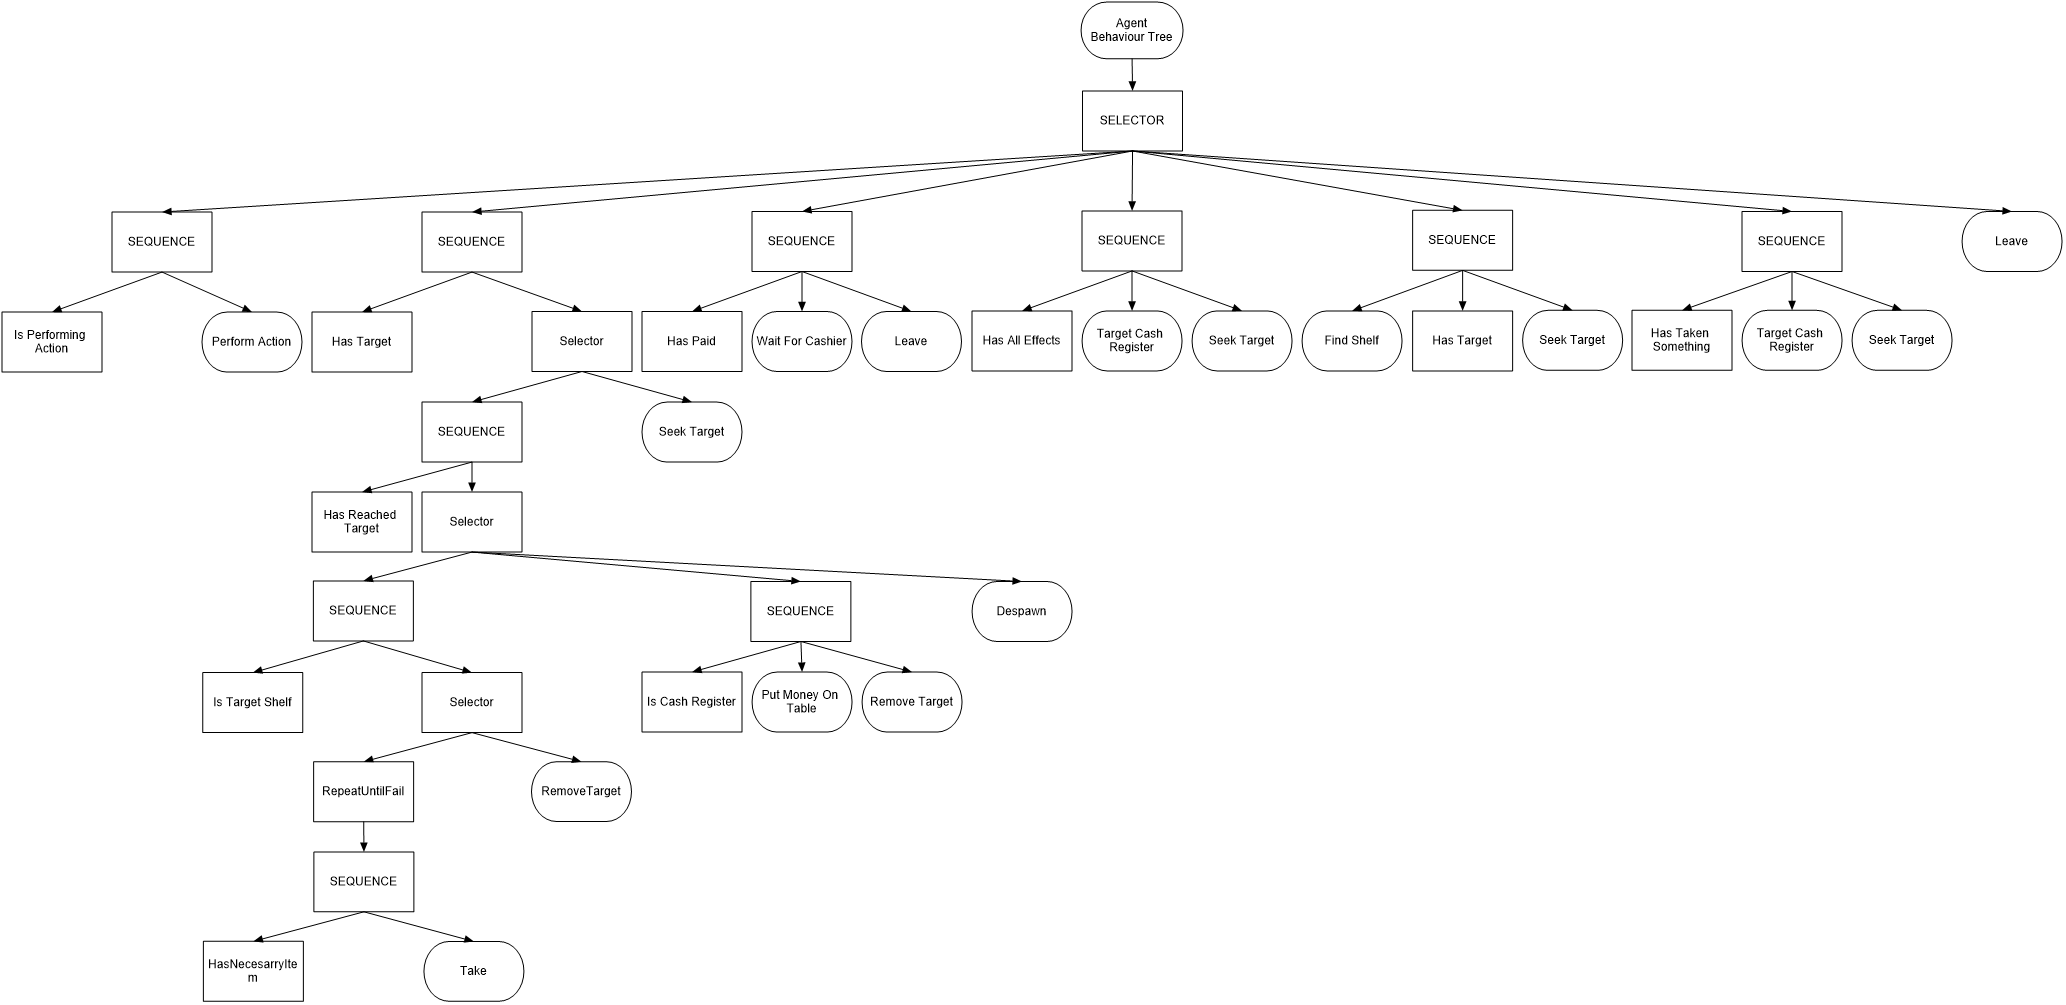 Agent
Behaviour Tree
SELECTOR
SEQUENCE
SEQUENCE
SEQUENCE
SEQUENCE
SEQUENCE
SEQUENCE
Leave
Is Performing
Action
Perform Action
Has Target
Selector
Has Paid
Wait For Cashier
Leave
Has All Effects
Target Cash
Register
Seek Target
Find Shelf
Has Target
Seek Target
Has Taken
Something
Target Cash
Register
Seek Target
SEQUENCE
Seek Target
Has Reached
Target
Selector
SEQUENCE
SEQUENCE
Despawn
Is Target Shelf
Selector
Is Cash Register
Put Money On
Table
Remove Target
RepeatUntilFail
RemoveTarget
SEQUENCE
HasNecesarryIte
m
Take